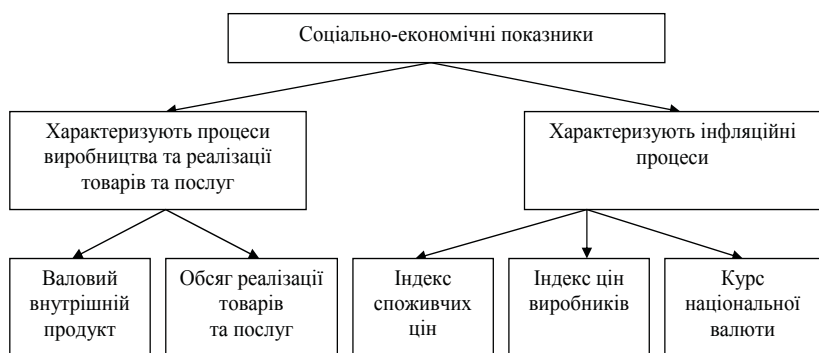 Соціально-економічні показники
Характеризують процеси
виробництва та реалізації
товарів та послуг
Характеризують інфляційні
процеси
Валовий
внутрішній
продукт
Обсяг реалізації
товарів
та послуг
Індекс
споживчих
цін
Індекс цін
виробників
Курс
національної
валюти